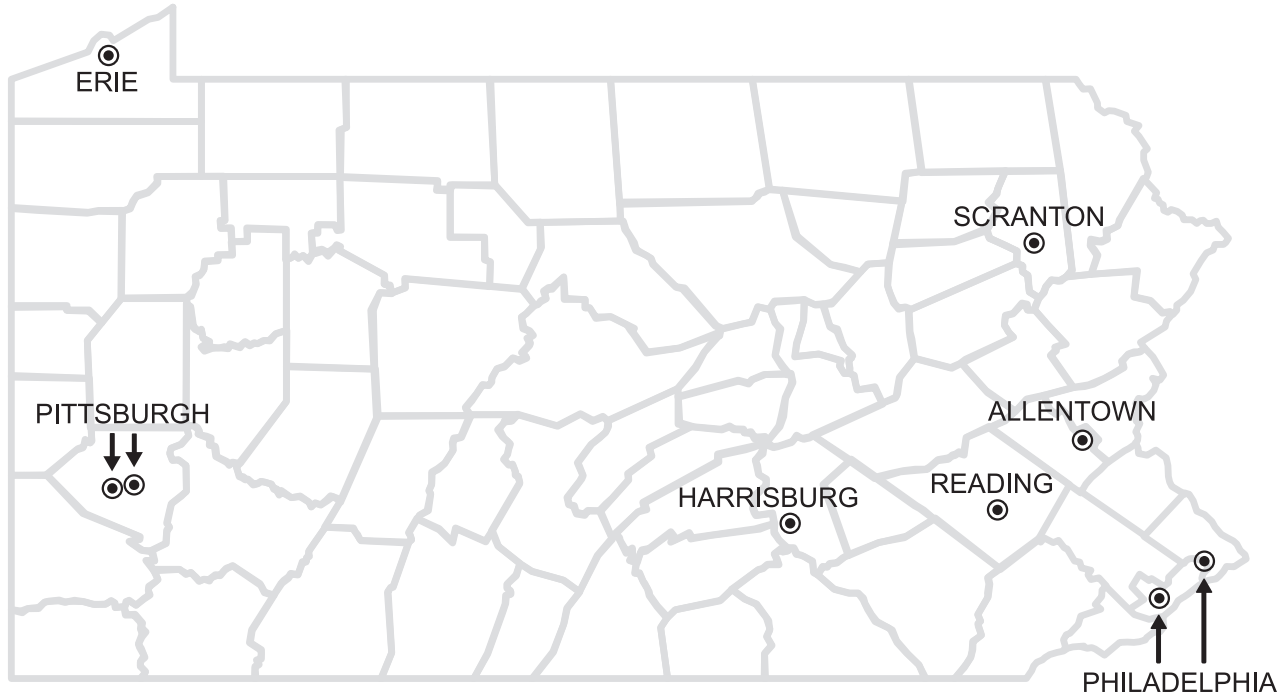 ERIE
SCRANTON
PITTSBURGH
ALLENTOWN
HARRISBURG
READING
PHILADELPHIA